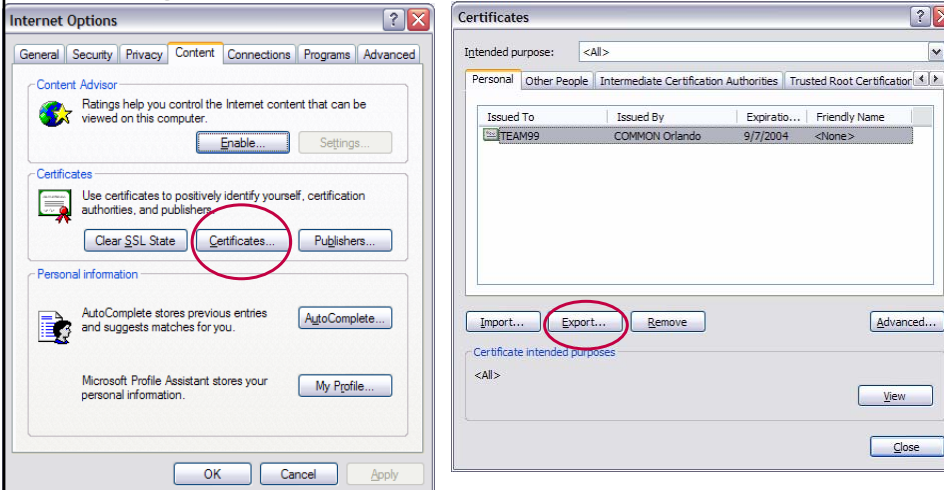 Internet Options
General Security Privacy Content Connections Programs Advanced
Content Advisor
Ratings help you control the Internet content that can be
viewed on this computer.
Enable... Settings...
Certificates
Use certificates to positively identify yourself, certification
authorities, and publishers.
Clear SSL State Certificates... Publishers...
Personal information
AutoComplete stores previous entries
and suggests matches for you.
AutoComplete...
Microsoft Profile Assistant stores your
personal information.
My Profile...
OK Cancel Apply
Certificates
Intended purpose: <All>
Personal Other People Intermediate Certification Authorities Trusted Root Certification
Issued To Issued By Expiratio... Friendly Name
TEAM99 COMMON Orlando 9/7/2004 <None>
Import... Export... Remove Advanced...
Certificate intended purposes
<All>
View
Close